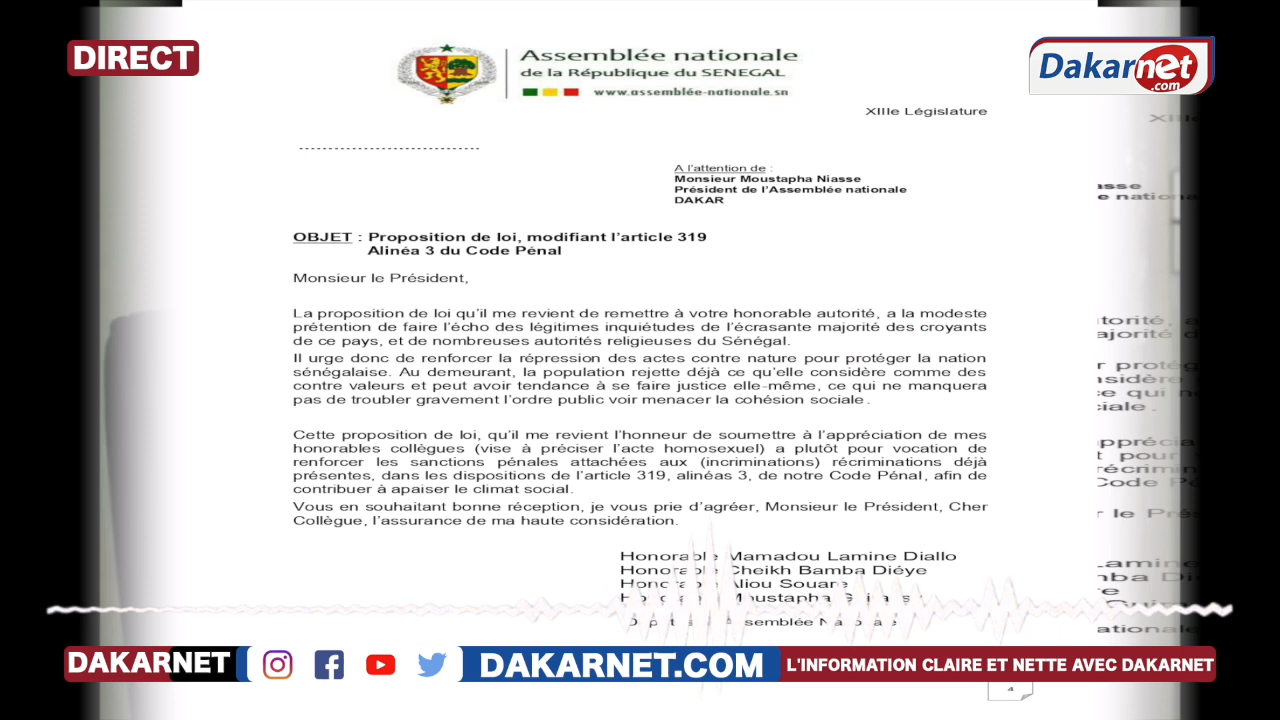 DIRECT
Assemblée nationale
de la République du SENEGAL
www.assemblée-nationale.sn
Dakarnet
.com
XIIIe Législature
A l'attention de :
Monsieur Moustapha Niasse
Président de l'Assemblée nationale
DAKAR
OBJET : Proposition de loi, modifiant l'article 319
Alinéa 3 du Code Pénal
Monsieur le Président,
La proposition de loi qu'il me revient de remettre à votre honorable autorité, a la modeste
prétention de faire l'écho des légitimes inquiétudes de l'écrasante majorité des croyants
de ce pays, et de nombreuses autorités religieuses du Sénégal.
Il urge donc de renforcer la répression des actes contre nature pour protéger la nation
sénégalaise. Au demeurant, la population rejette déjà ce qu'elle considère comme des
contre valeurs et peut avoir tendance à se faire justice elle-même, ce qui ne manquera
pas de troubler gravement l'ordre public voir menacer la cohésion sociale.
Cette proposition de loi, qu'il me revient l'honneur de soumettre à l'appréciation de mes
honorables collègues (vise à préciser l'acte homosexuel) a plutôt pour vocation de
renforcer les sanctions pénales attachées aux (incriminations) récriminations déjà
présentes, dans les dispositions de l'article 319, alinéas 3, de notre Code Pénal, afin de
contribuer à apaiser le climat social.
Vous en souhaitant bonne réception, je vous prie d'agréer, Monsieur le Président, Cher
Collègue, l'assurance de ma haute considération.
Honorable Mamadou Lamine Diallo
Honorable Cheikh Bamba Diéye
Honorable Aliou Souare
Moustapha
Assemblée Nationale
DAKARNET
DAKARNET.COM
L'INFORMATION CLAIRE ET NETTE AVEC DAKARNET
4